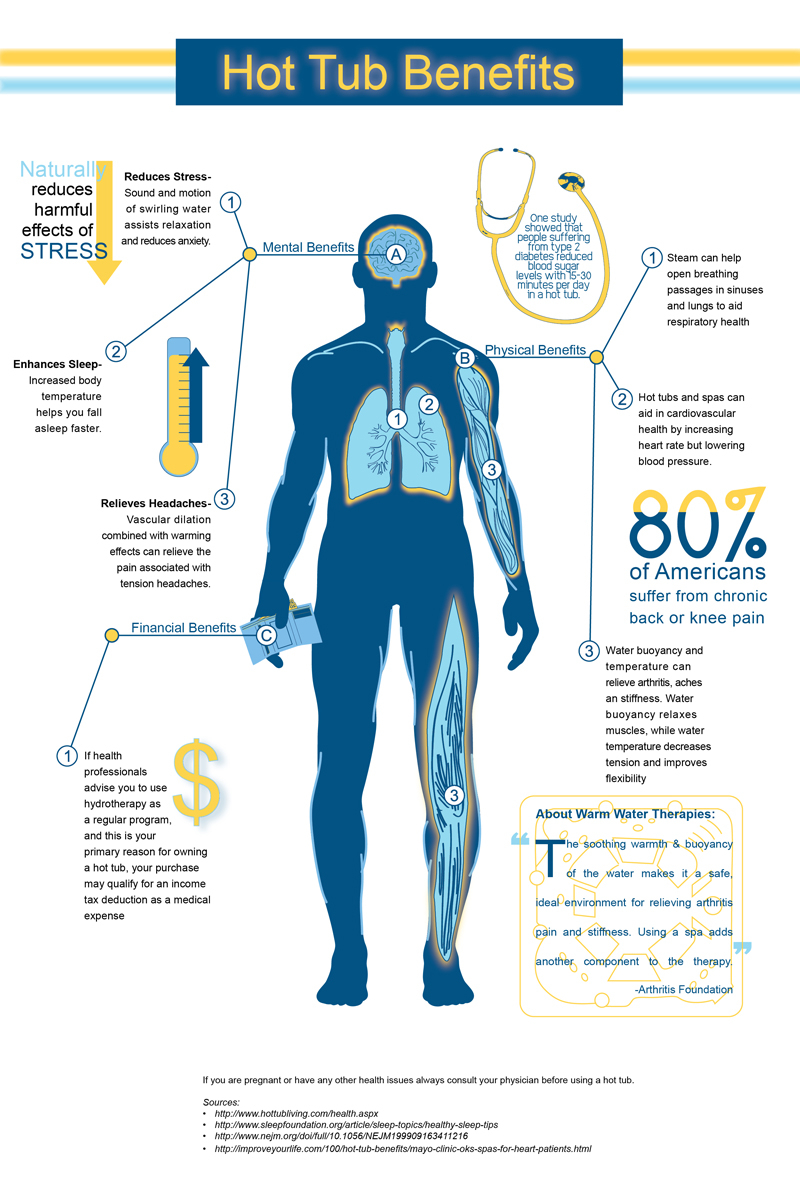 Hot Tub Benefits
Naturally
reduces
harmful
effects of
STRESS
Reduces Stress-
Sound and motion
of swirling water
assists relaxation
and reduces anxiety.
1
Mental Benefits
A
2
Enhances Sleep-
Increased body
temperature
helps you fall
asleep faster.
3
Relieves Headaches-
Vascular dilation
combined with warming
effects can relieve the
pain associated with
tension headaches.
One study
showed that
people suffering
from type 2
diabetes reduced
blood sugar
levels with 15-30
minutes per day
in a hot tub.
B
Physical Benefits
1
Steam can help
open breathing
passages in sinuses
and lungs to aid
respiratory health
2
Hot tubs and spas can
aid in cardiovascular
health by increasing
heart rate but lowering
blood pressure.
1
2
3
80%
of Americans
suffer from chronic
back or knee pain
3
Water buoyancy and
temperature can
relieve arthritis, aches
an stiffness. Water
buoyancy relaxes
muscles, while water
temperature decreases
tension and improves
flexibility
3
Financial Benefits
C
1
If health
professionals
advise you to use
hydrotherapy as
a regular program,
and this is your
primary reason for owning
a hot tub, your purchase
may qualify for an income
tax deduction as a medical
expense
$
About Warm Water Therapies:
“
The soothing warmth & buoyancy
of the water makes it a safe,
ideal environment for relieving arthritis
pain and stiffness. Using a spa adds
another component to the therapy.
”
-Arthritis Foundation
If you are pregnant or have any other health issues always consult your physician before using a hot tub.
Sources:
• http://www.hottubliving.com/health.aspx
• http://www.sleepfoundation.org/article/sleep-topics/healthy-sleep-tips
• http://www.nejm.org/doi/full/10.1056/NEJM199909163411216
• http://improveyourlife.com/100/hot-tub-benefits/mayo-clinic-oks-spas-for-heart-patients.html